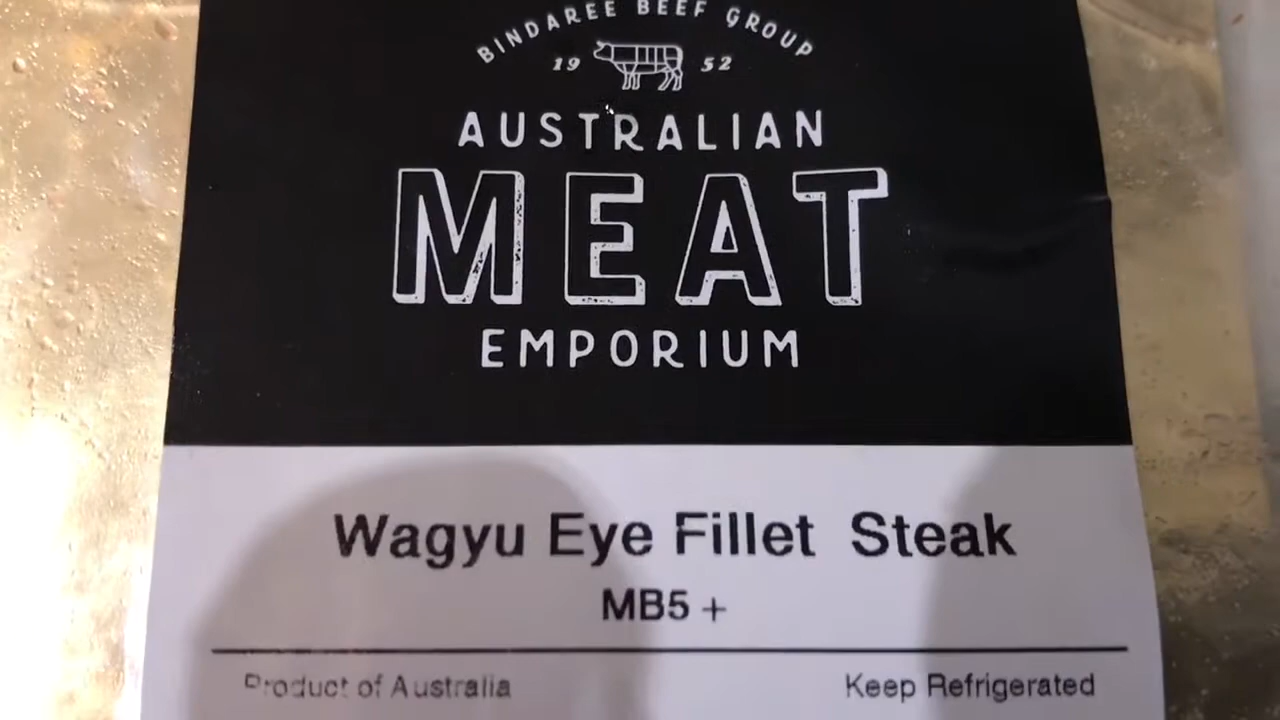 BINDAREE BEEF GROUP
19 52
AUSTRALIAN
MEAT
EMPORIUM
Wagyu Eye Fillet Steak
MB5 +
Product of Australia Keep Refrigerated